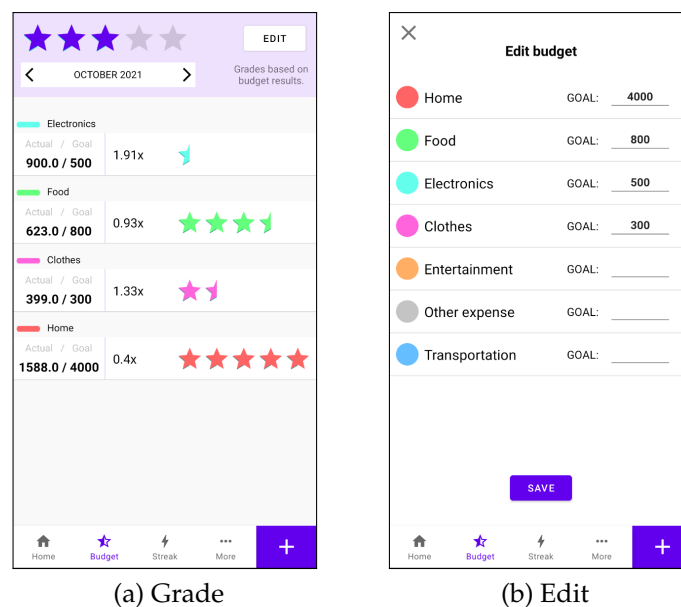 EDIT
OCTOBER 2021
Grades based on
budget results.
Electronics
Actual / Goal
900.0 / 500
1.91x
Food
Actual / Goal
623.0 / 800
0.93x
Clothes
Actual / Goal
399.0 / 300
1.33x
Home
Actual / Goal
1588.0 / 4000
0.4x
Home Budget Streak More
(a) Grade
Edit budget
Home GOAL: 4000
Food GOAL: 800
Electronics GOAL: 500
Clothes GOAL: 300
Entertainment GOAL:
Other expense GOAL:
Transportation GOAL:
SAVE
Home Budget Streak More
(b) Edit